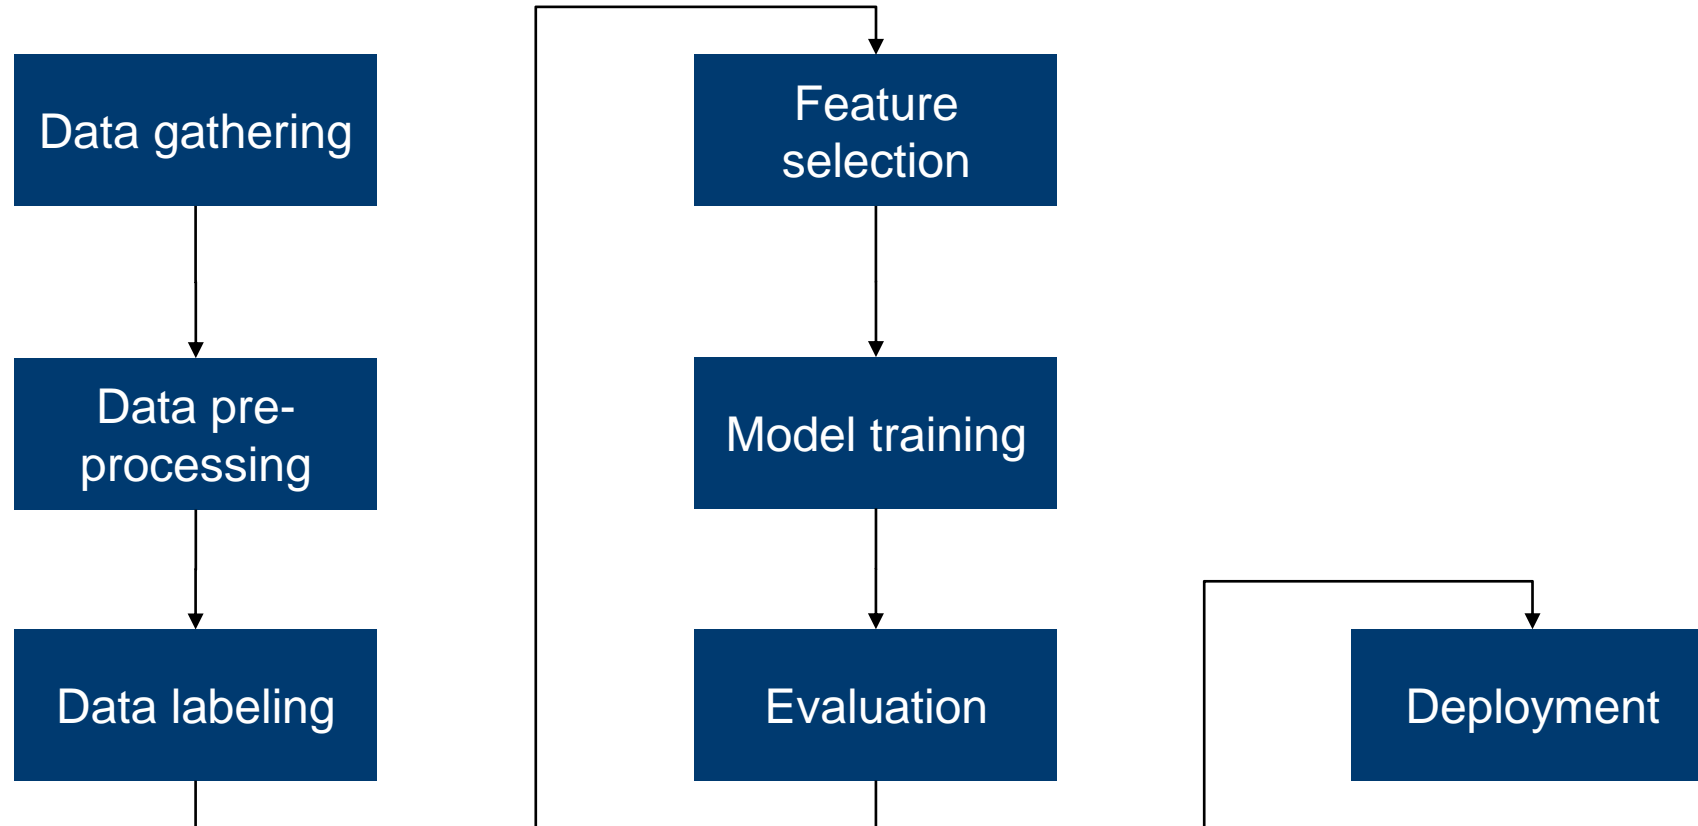 Data gathering
Data pre-
processing
Data labeling
Feature
selection
Model training
Evaluation
Deployment